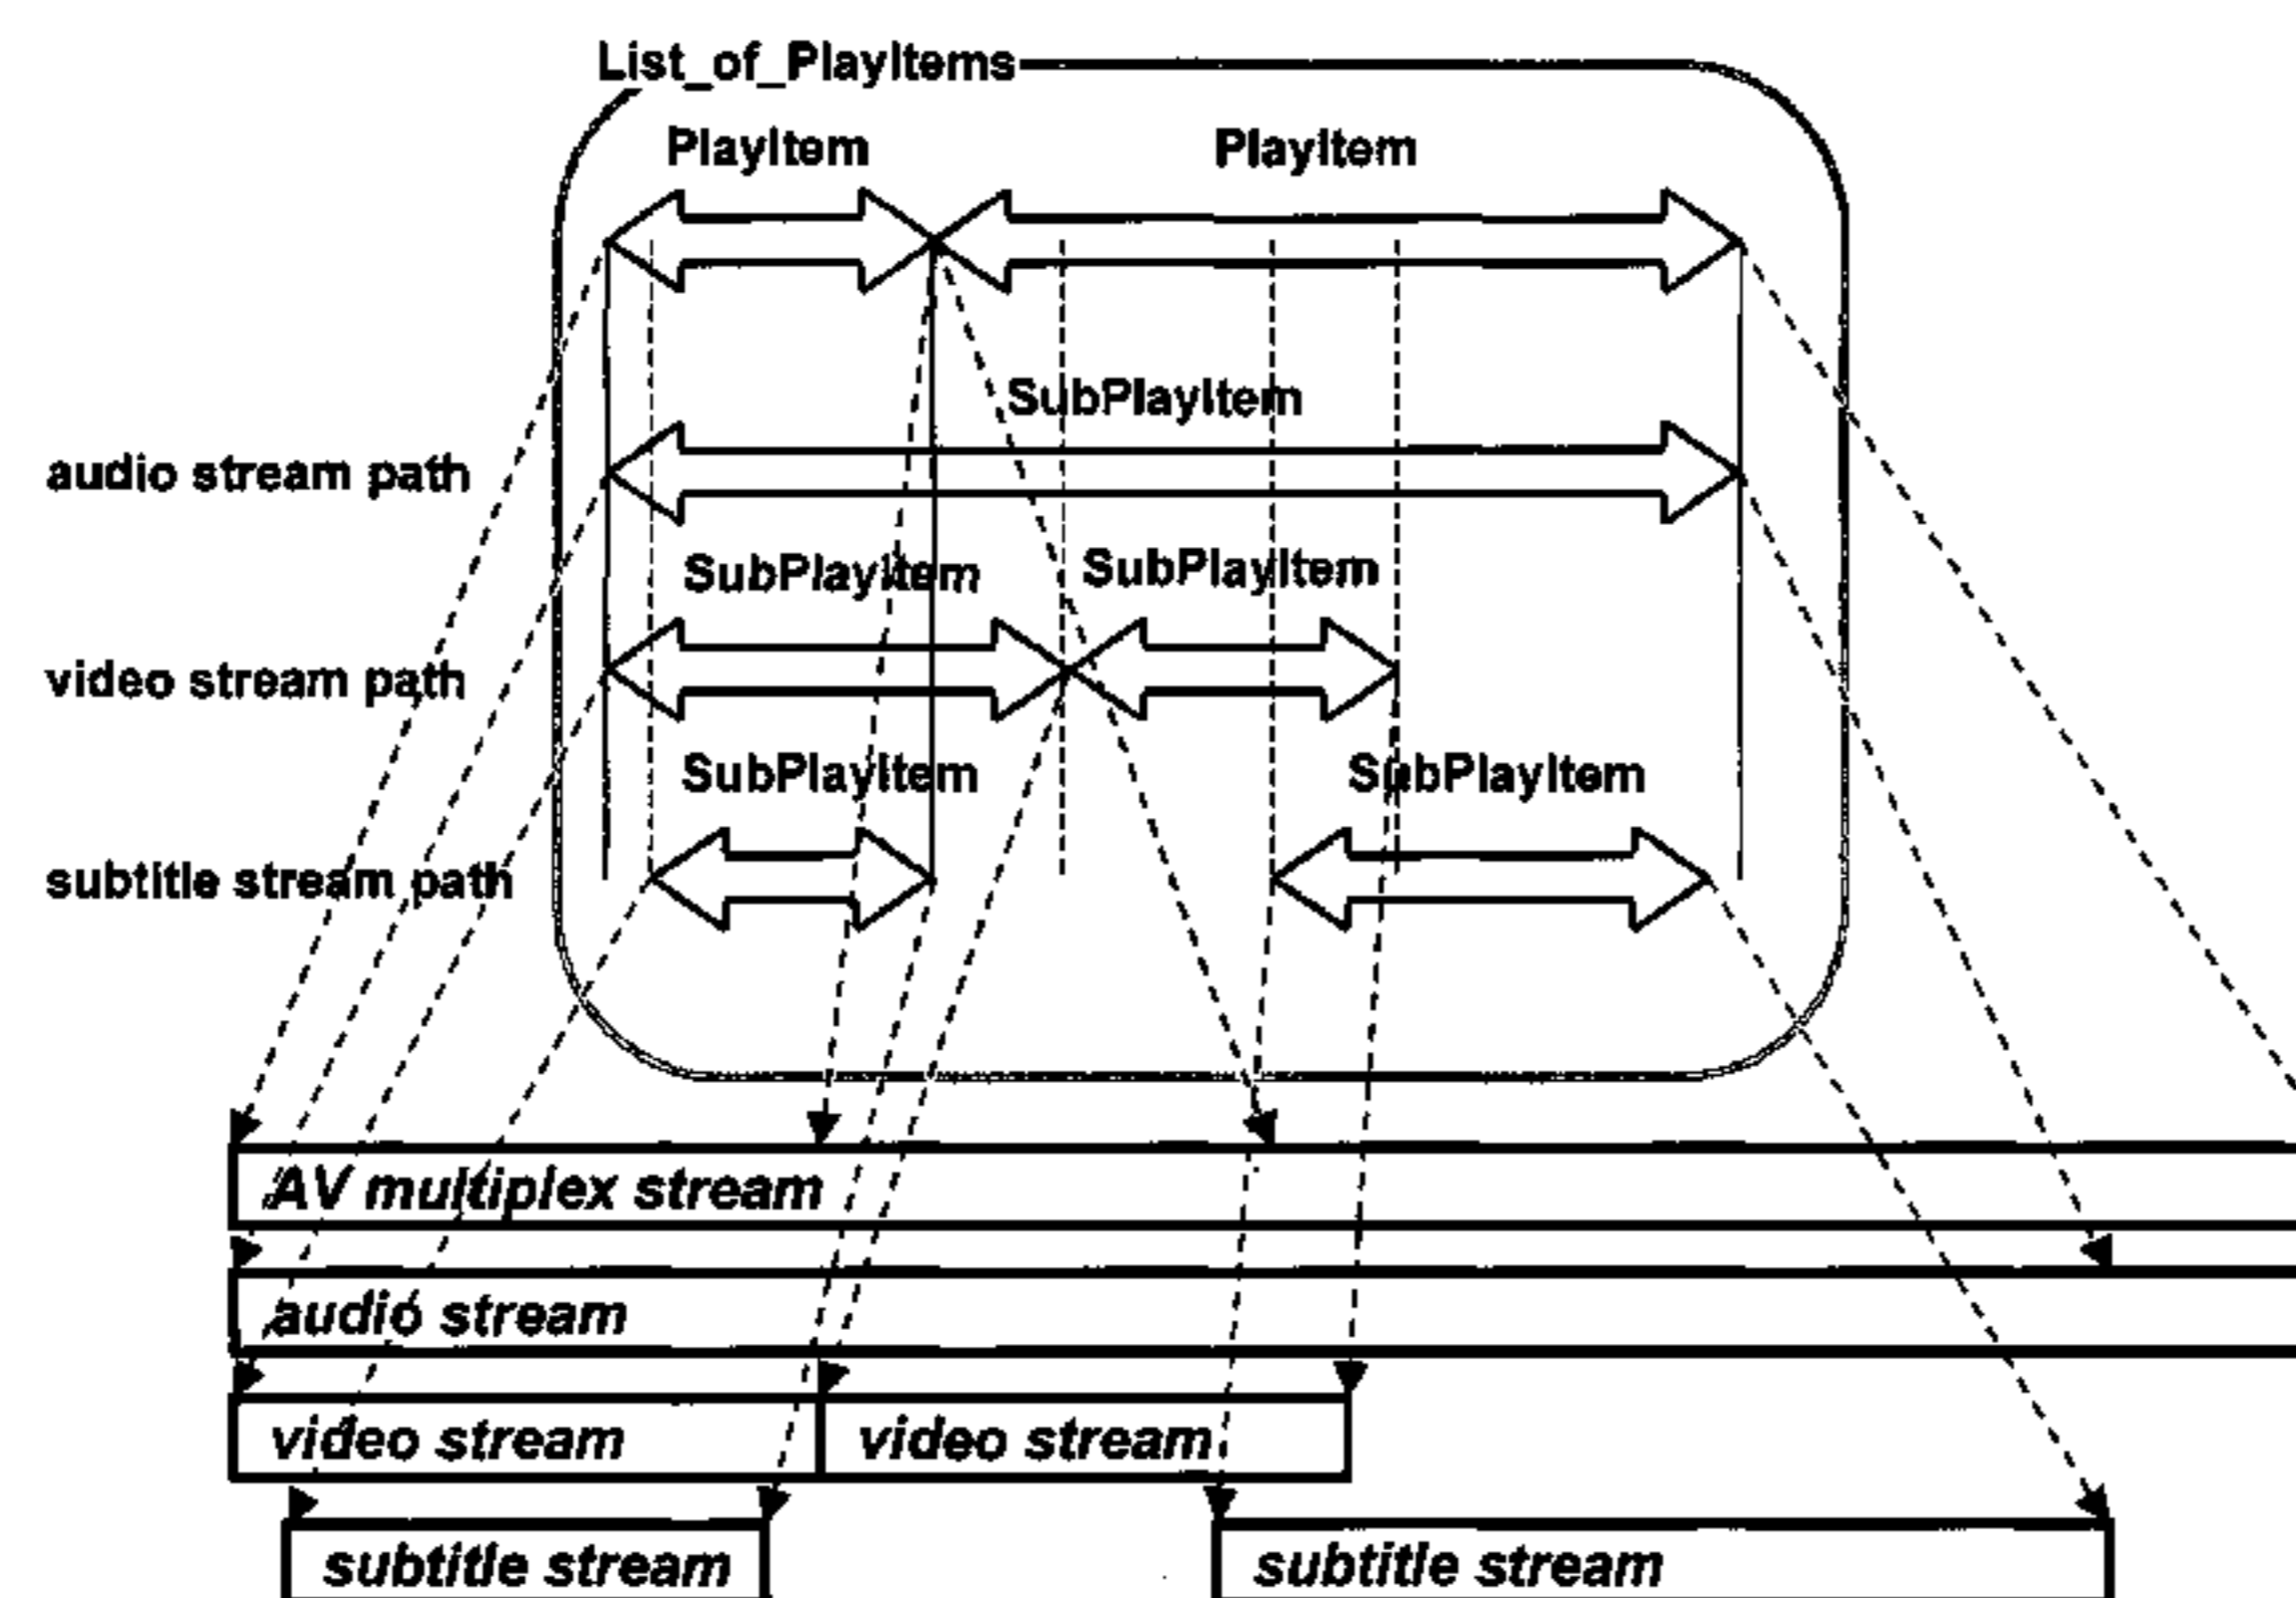 List_of_PlayItems
PlayItem PlayItem
SubPlayItem
audio stream path
SubPlayItem SubPlayItem
video stream path
SubPlayItem SubPlayItem
subtitle stream path
AV multiplex stream
audio stream
video stream video stream
subtitle stream subtitle stream